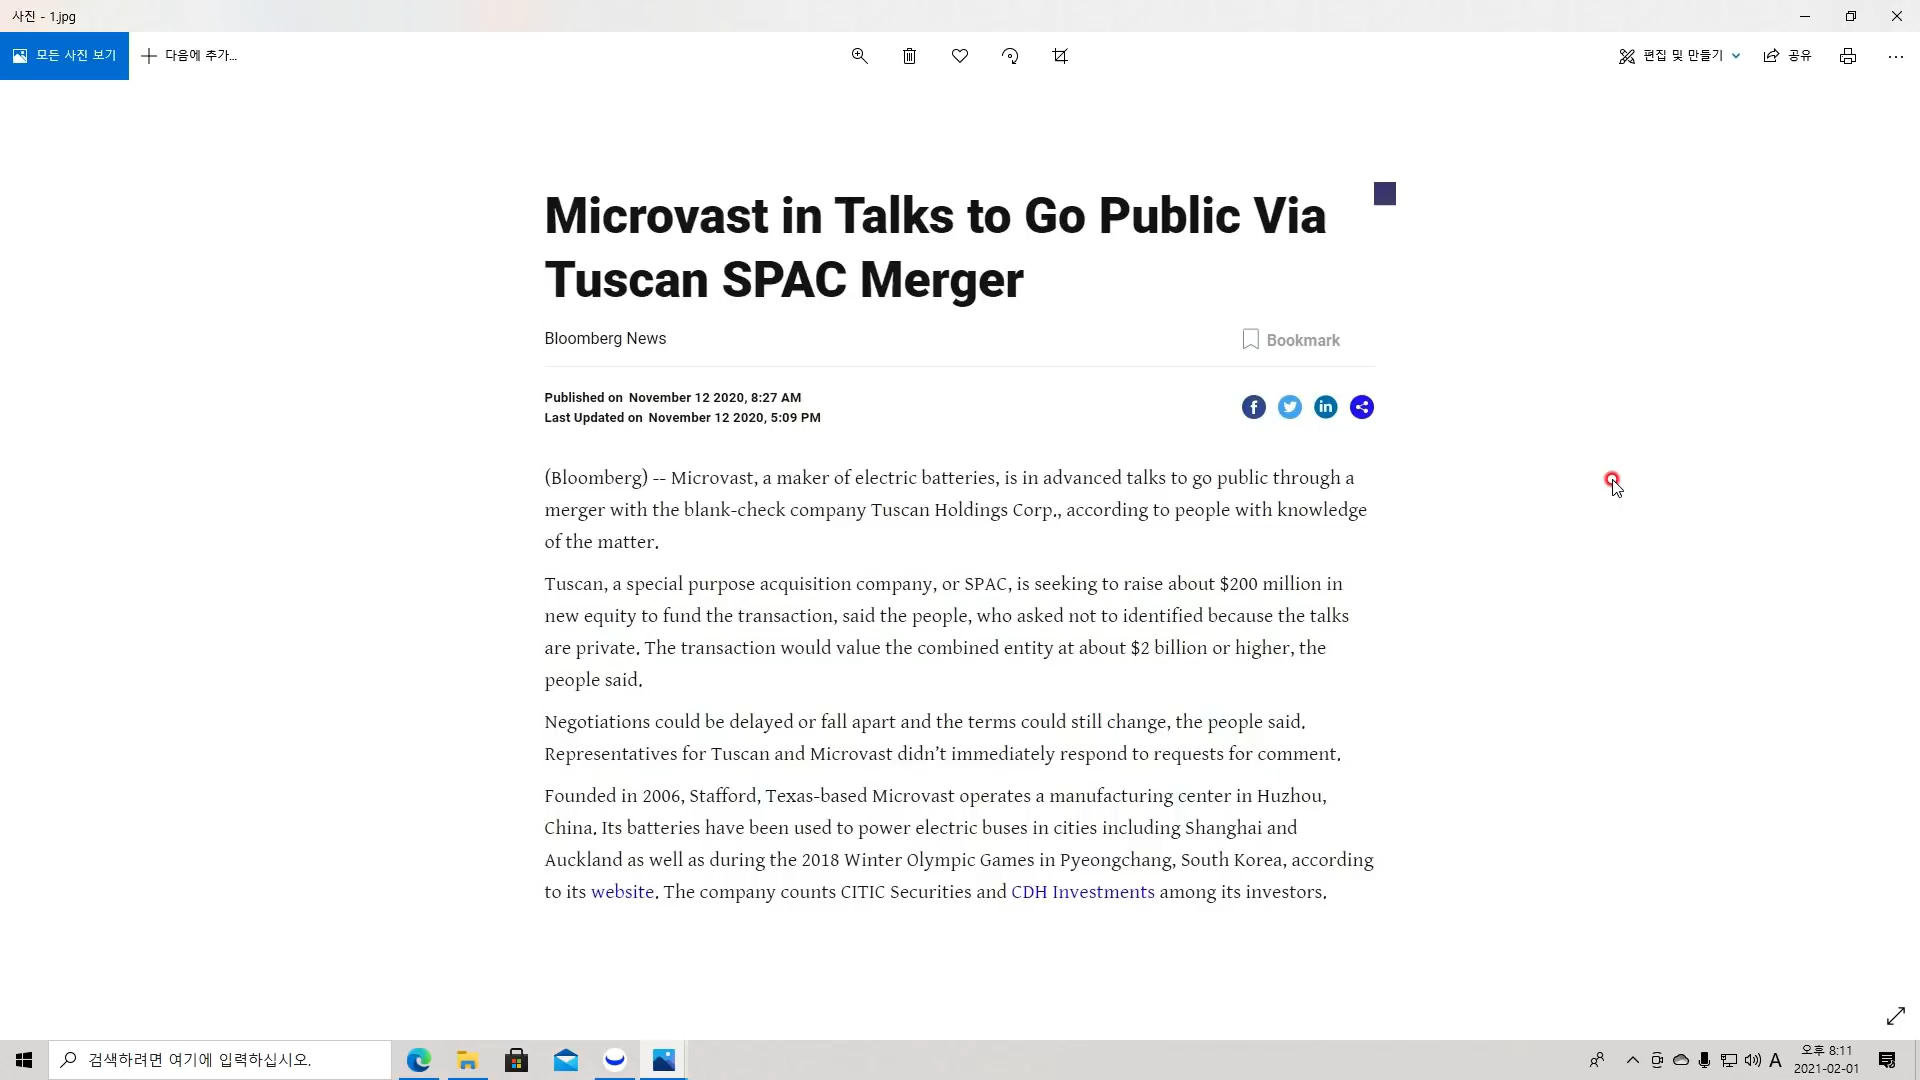 사진 - 1.jpg
모든 사진 보기
다음에 추가...
편집 및 만들기
공유
Microvast in Talks to Go Public Via
Tuscan SPAC Merger
Bloomberg News
Bookmark
Published on November 12 2020, 8:27 AM
Last Updated on November 12 2020, 5:09 PM
(Bloomberg) -- Microvast, a maker of electric batteries, is in advanced talks to go public through a
merger with the blank-check company Tuscan Holdings Corp., according to people with knowledge
of the matter.
Tuscan, a special purpose acquisition company, or SPAC, is seeking to raise about $200 million in
new equity to fund the transaction, said the people, who asked not to identified because the talks
are private. The transaction would value the combined entity at about $2 billion or higher, the
people said.
Negotiations could be delayed or fall apart and the terms could still change, the people said.
Representatives for Tuscan and Microvast didn’t immediately respond to requests for comment.
Founded in 2006, Stafford, Texas-based Microvast operates a manufacturing center in Huzhou,
China. Its batteries have been used to power electric buses in cities including Shanghai and
Auckland as well as during the 2018 Winter Olympic Games in Pyeongchang, South Korea, according
to its website. The company counts CITIC Securities and CDH Investments among its investors.
검색하려면 여기에 입력하십시오.
A
오후 8:11
2021-02-01